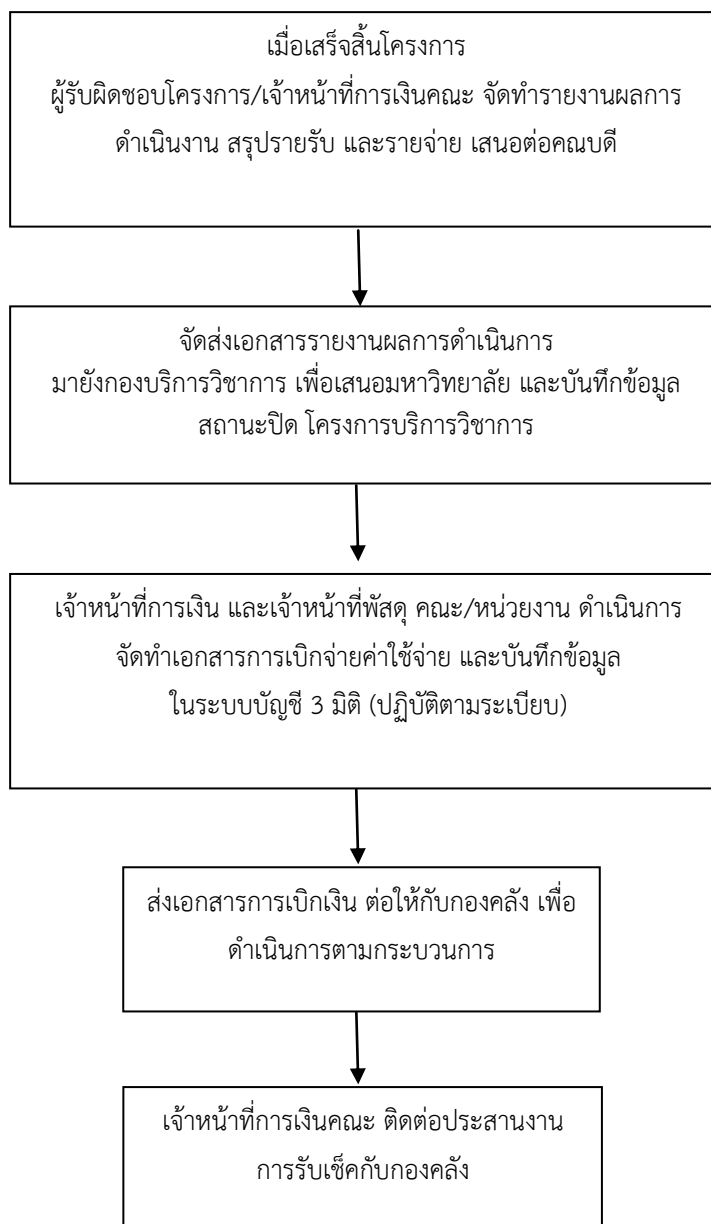 เมื่อเสร็จสิ้นโครงการ
ผู้รับผิดชอบโครงการ/เจ้าหน้าที่การเงินคณะ จัดทำรายงานผลการ
ดำเนินงาน สรุปรายรับ และรายจ่าย เสนอต่อคณบดี
จัดส่งเอกสารรายงานผลการดำเนินการ
มายังกองบริการวิชาการ เพื่อเสนอมหาวิทยาลัย และบันทึกข้อมูล
สถานะปิด โครงการบริการวิชาการ
เจ้าหน้าที่การเงิน และเจ้าหน้าที่พัสดุ คณะ/หน่วยงาน ดำเนินการ
จัดทำเอกสารการเบิกจ่ายค่าใช้จ่าย และบันทึกข้อมูล
ในระบบบัญชี 3 มิติ (ปฏิบัติตามระเบียบ)
ส่งเอกสารการเบิกเงิน ต่อให้กับกองคลัง เพื่อ
ดำเนินการตามกระบวนการ
เจ้าหน้าที่การเงินคณะ ติดต่อประสานงาน
การรับเช็คกับกองคลัง